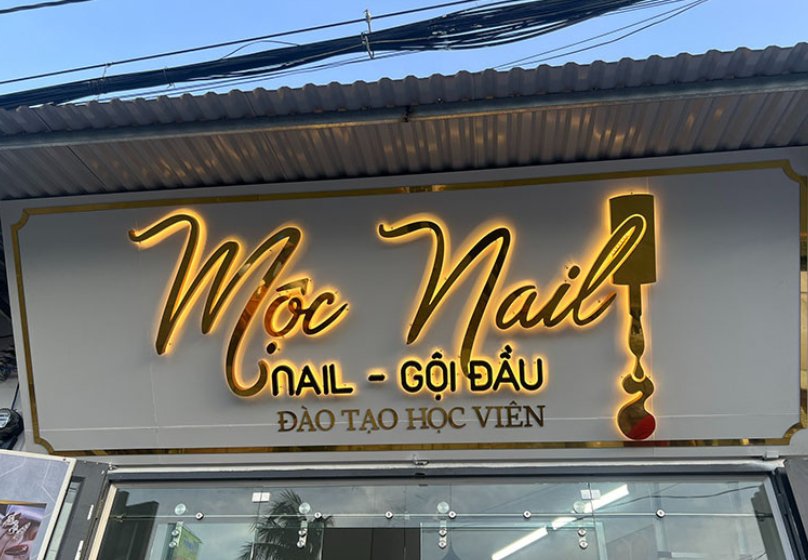 Mộc Nail
NAIL - GỘI ĐẦU
ĐÀO TẠO HỌC VIÊN